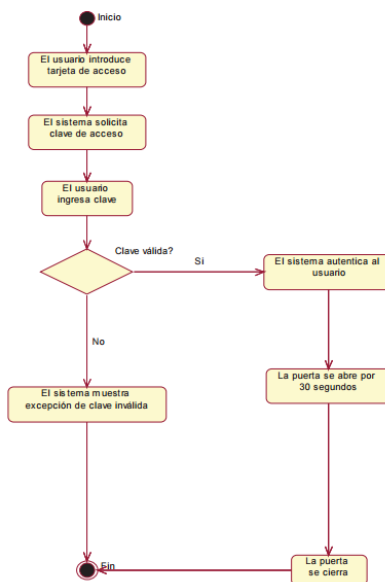 Inicio
El usuario introduce
tarjeta de acceso
El sistema solicita
clave de acceso
El usuario
ingresa clave
Clave válida?
Si
El sistema autentica al
usuario
No
La puerta se abre por
30 segundos
El sistema muestra
excepción de clave inválida
Fin
La puerta
se cierra